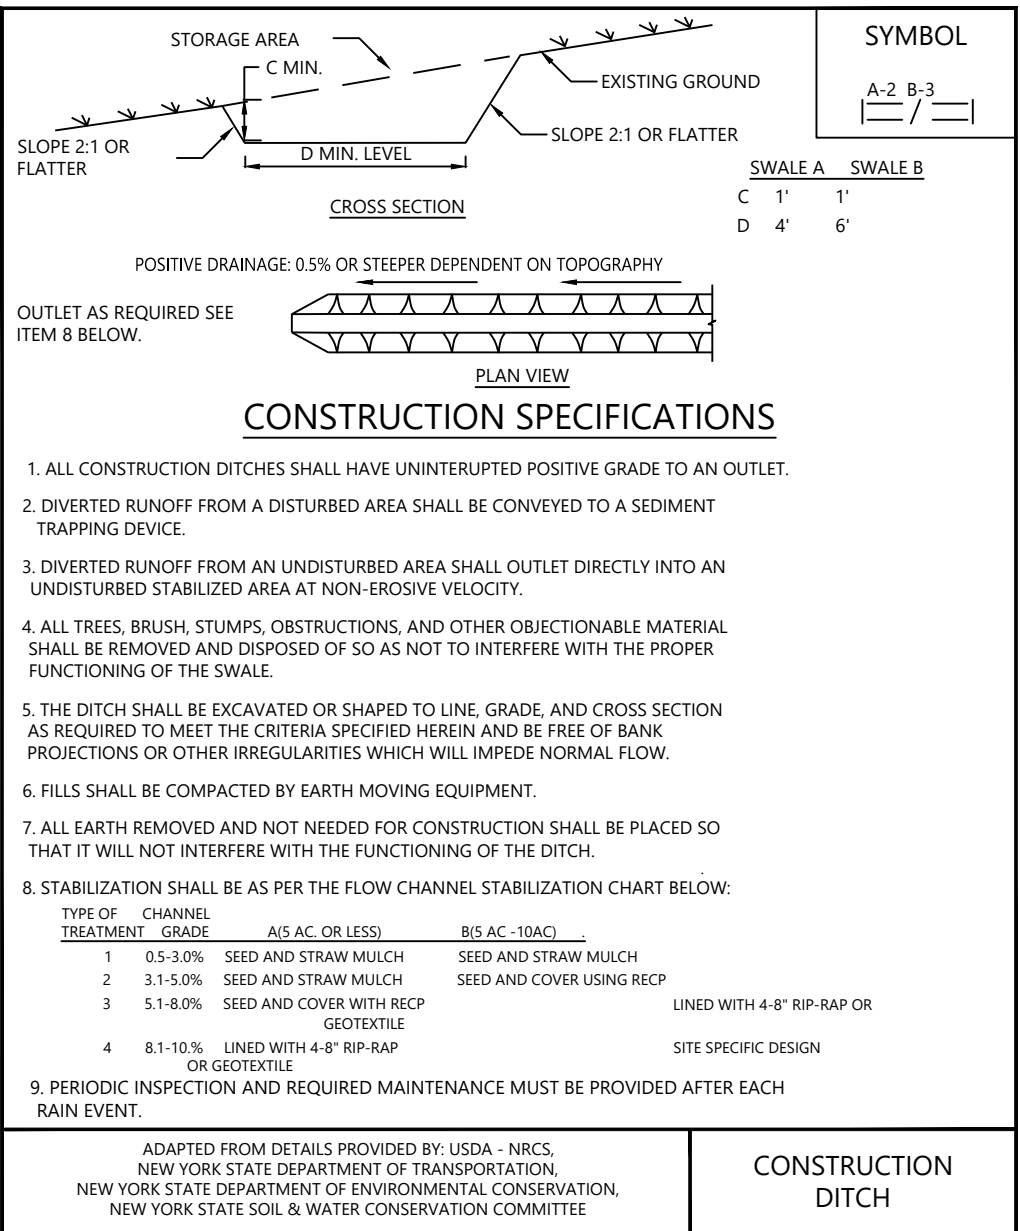 STORAGE AREA
C MIN.
EXISTING GROUND
SLOPE 2:1 OR
FLATTER
SLOPE 2:1 OR FLATTER
D MIN. LEVEL
CROSS SECTION
SYMBOL
A-2 B-3
SWALE A SWALE B
C 1' 1'
D 4' 6'
POSITIVE DRAINAGE: 0.5% OR STEEPER DEPENDENT ON TOPOGRAPHY
OUTLET AS REQUIRED SEE
ITEM 8 BELOW.
PLAN VIEW
CONSTRUCTION SPECIFICATIONS
1. ALL CONSTRUCTION DITCHES SHALL HAVE UNINTERUPTED POSITIVE GRADE TO AN OUTLET.
2. DIVERTED RUNOFF FROM A DISTURBED AREA SHALL BE CONVEYED TO A SEDIMENT
TRAPPING DEVICE.
3. DIVERTED RUNOFF FROM AN UNDISTURBED AREA SHALL OUTLET DIRECTLY INTO AN
UNDISTURBED STABILIZED AREA AT NON-EROSIVE VELOCITY.
4. ALL TREES, BRUSH, STUMPS, OBSTRUCTIONS, AND OTHER OBJECTIONABLE MATERIAL
SHALL BE REMOVED AND DISPOSED OF SO AS NOT TO INTERFERE WITH THE PROPER
FUNCTIONING OF THE SWALE.
5. THE DITCH SHALL BE EXCAVATED OR SHAPED TO LINE, GRADE, AND CROSS SECTION
AS REQUIRED TO MEET THE CRITERIA SPECIFIED HEREIN AND BE FREE OF BANK
PROJECTIONS OR OTHER IRREGULARITIES WHICH WILL IMPEDE NORMAL FLOW.
6. FILLS SHALL BE COMPACTED BY EARTH MOVING EQUIPMENT.
7. ALL EARTH REMOVED AND NOT NEEDED FOR CONSTRUCTION SHALL BE PLACED SO
THAT IT WILL NOT INTERFERE WITH THE FUNCTIONING OF THE DITCH.
8. STABILIZATION SHALL BE AS PER THE FLOW CHANNEL STABILIZATION CHART BELOW:
TYPE OF CHANNEL
TREATMENT GRADE A(5 AC. OR LESS) B(5 AC -10AC) .
1 0.5-3.0% SEED AND STRAW MULCH SEED AND STRAW MULCH
2 3.1-5.0% SEED AND STRAW MULCH SEED AND COVER USING RECP
3 5.1-8.0% SEED AND COVER WITH RECP LINED WITH 4-8" RIP-RAP OR
GEOTEXTILE
4 8.1-10.% LINED WITH 4-8" RIP-RAP SITE SPECIFIC DESIGN
OR GEOTEXTILE
9. PERIODIC INSPECTION AND REQUIRED MAINTENANCE MUST BE PROVIDED AFTER EACH
RAIN EVENT.
ADAPTED FROM DETAILS PROVIDED BY: USDA - NRCS,
NEW YORK STATE DEPARTMENT OF TRANSPORTATION,
NEW YORK STATE DEPARTMENT OF ENVIRONMENTAL CONSERVATION,
NEW YORK STATE SOIL & WATER CONSERVATION COMMITTEE
CONSTRUCTION
DITCH